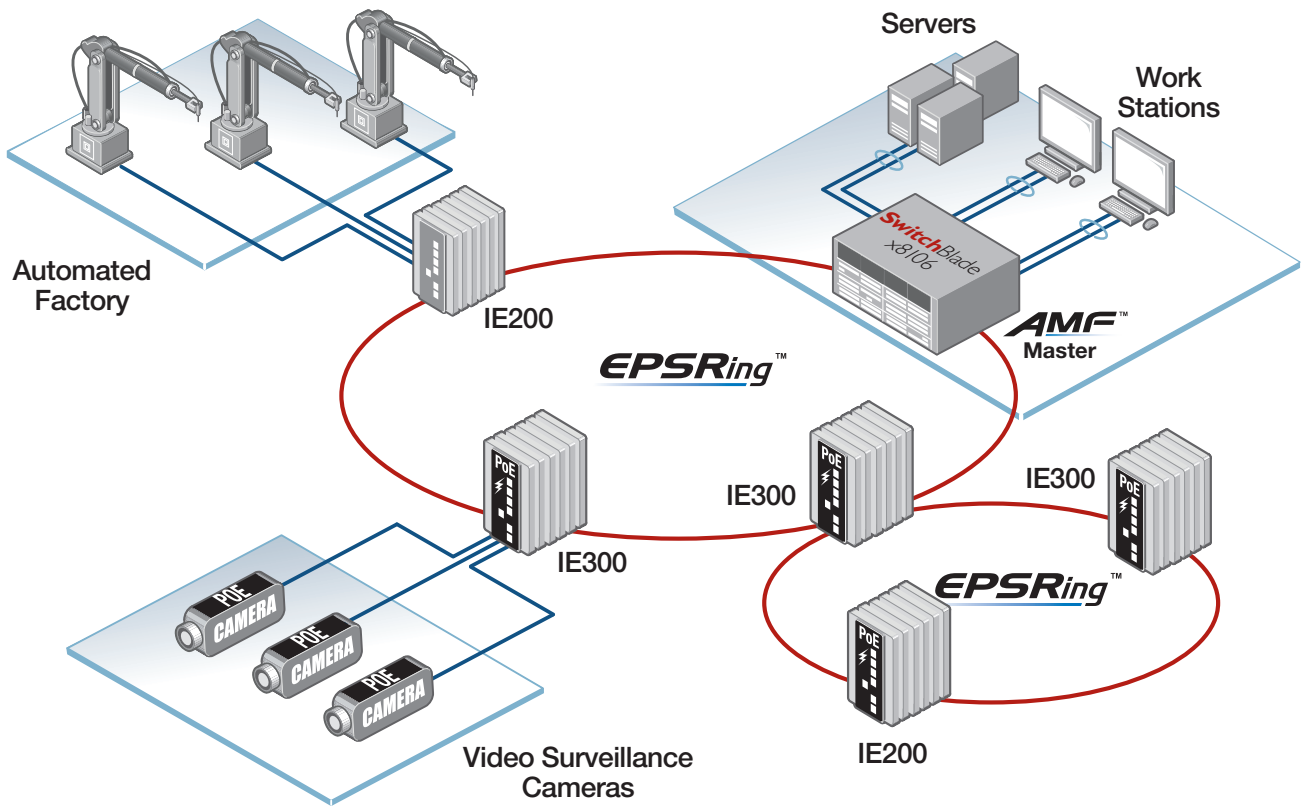 Servers
Work
Stations
SwitchBlade
x8106
Automated
Factory
IE200
AMF™
Master
EPSRing™
PoE
IE300
PoE
IE300
PoE
IE300
POE
CAMERA
POE
CAMERA
POE
CAMERA
EPSRing™
PoE
IE200
Video Surveillance
Cameras